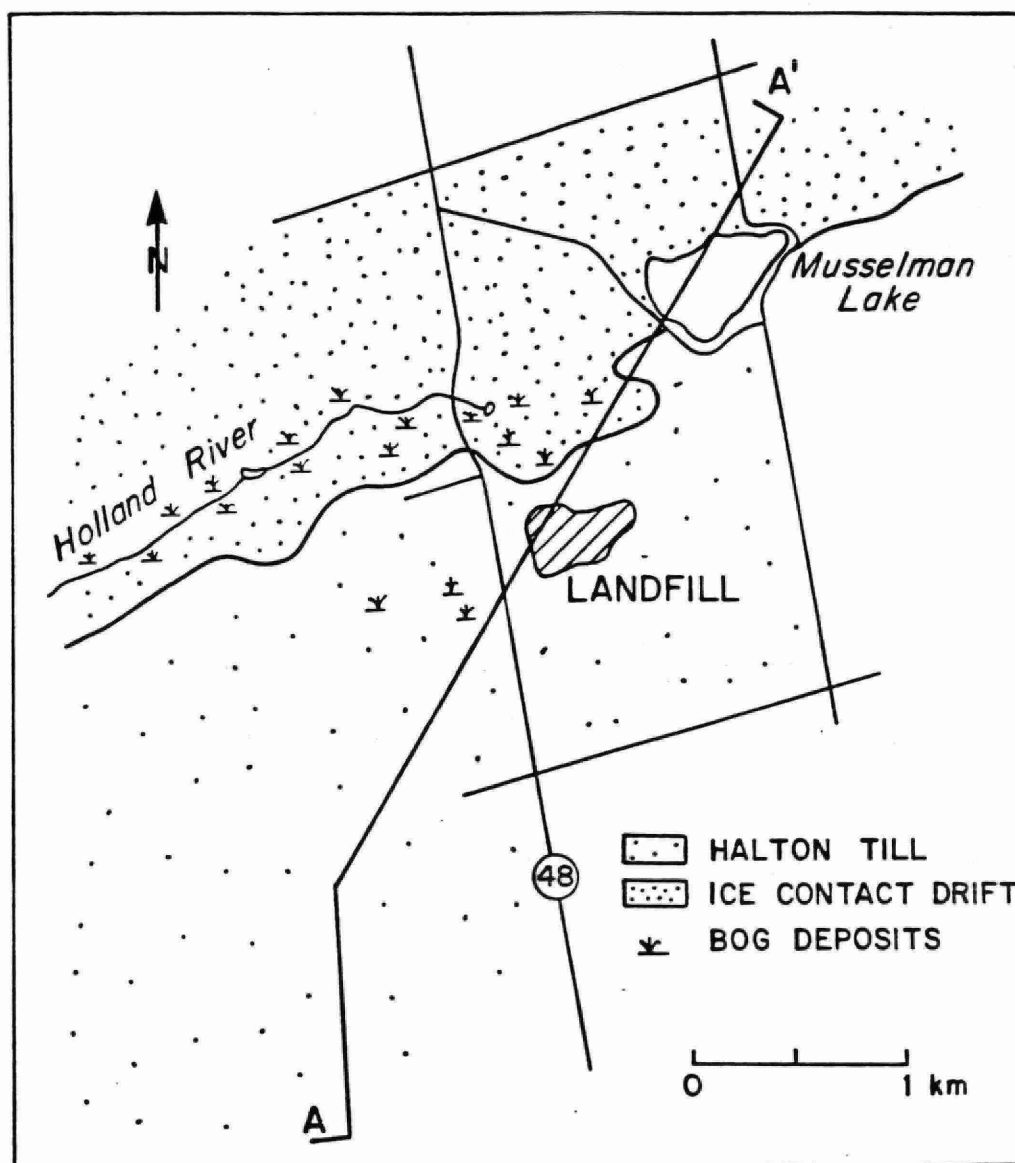 A'
N
Musselman
Lake
Holland River
LANDFILL
HALTON TILL
48
ICE CONTACT DRIFT
BOG DEPOSITS
A
0 1 km